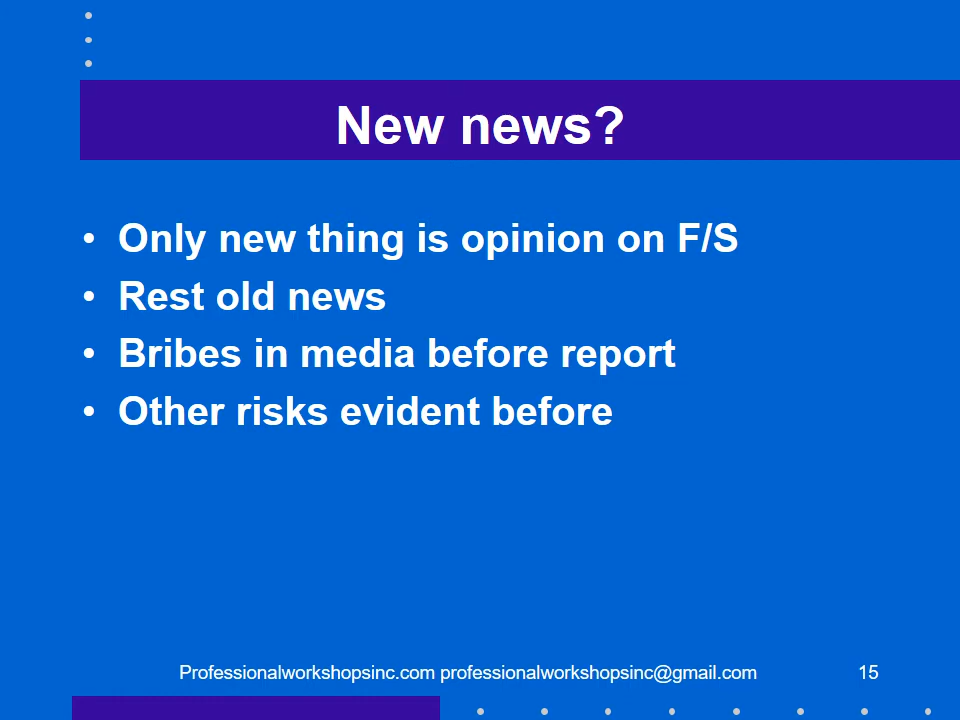 New news?
• Only new thing is opinion on F/S
• Rest old news
• Bribes in media before report
• Other risks evident before
Professionalworkshopsinc.com professionalworkshopsinc@gmail.com 15